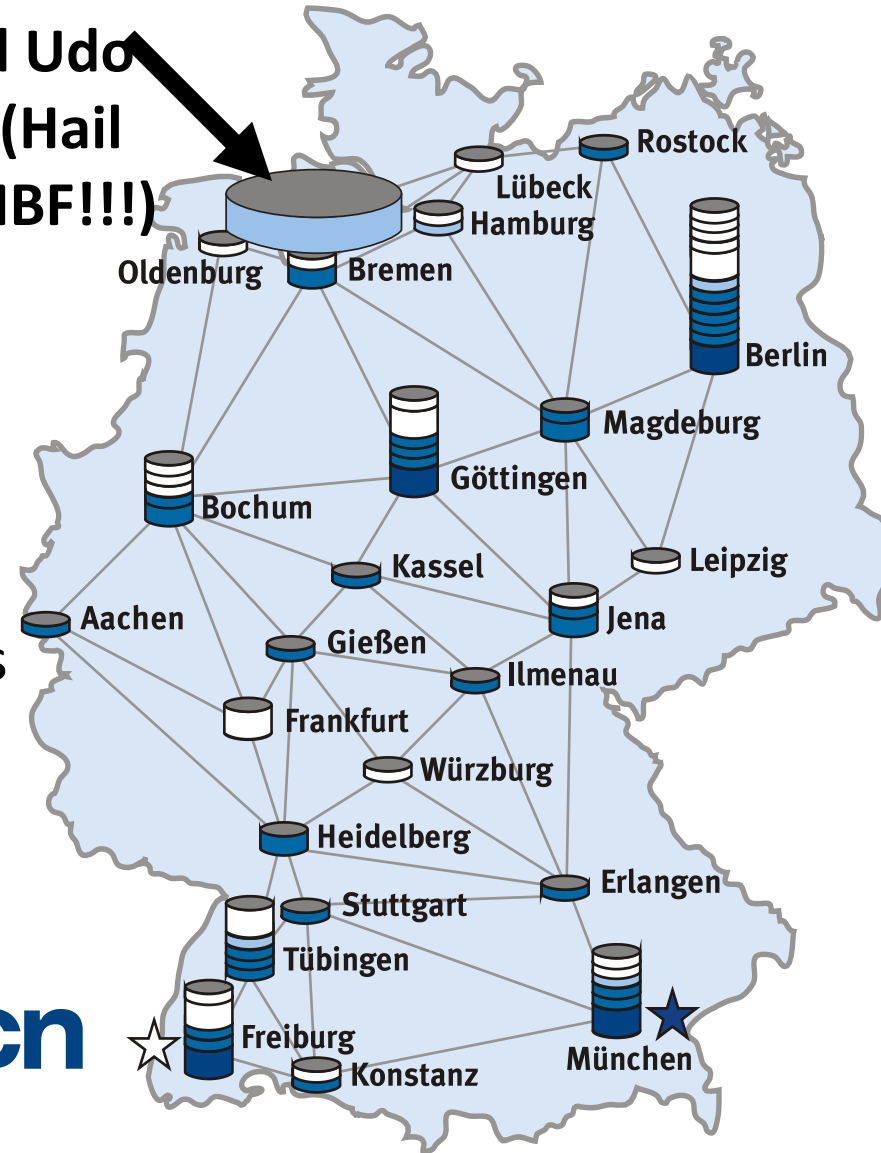 Udo
(Hail
BF!!!)
Rostock
Lübeck
Hamburg
Oldenburg
Bremen
Berlin
Magdeburg
Göttingen
Bochum
Kassel
Leipzig
Aachen
Jena
Gießen
s
Ilmenau
Frankfurt
Würzburg
Heidelberg
Erlangen
Stuttgart
Tübingen
cn
Freiburg
München
Konstanz